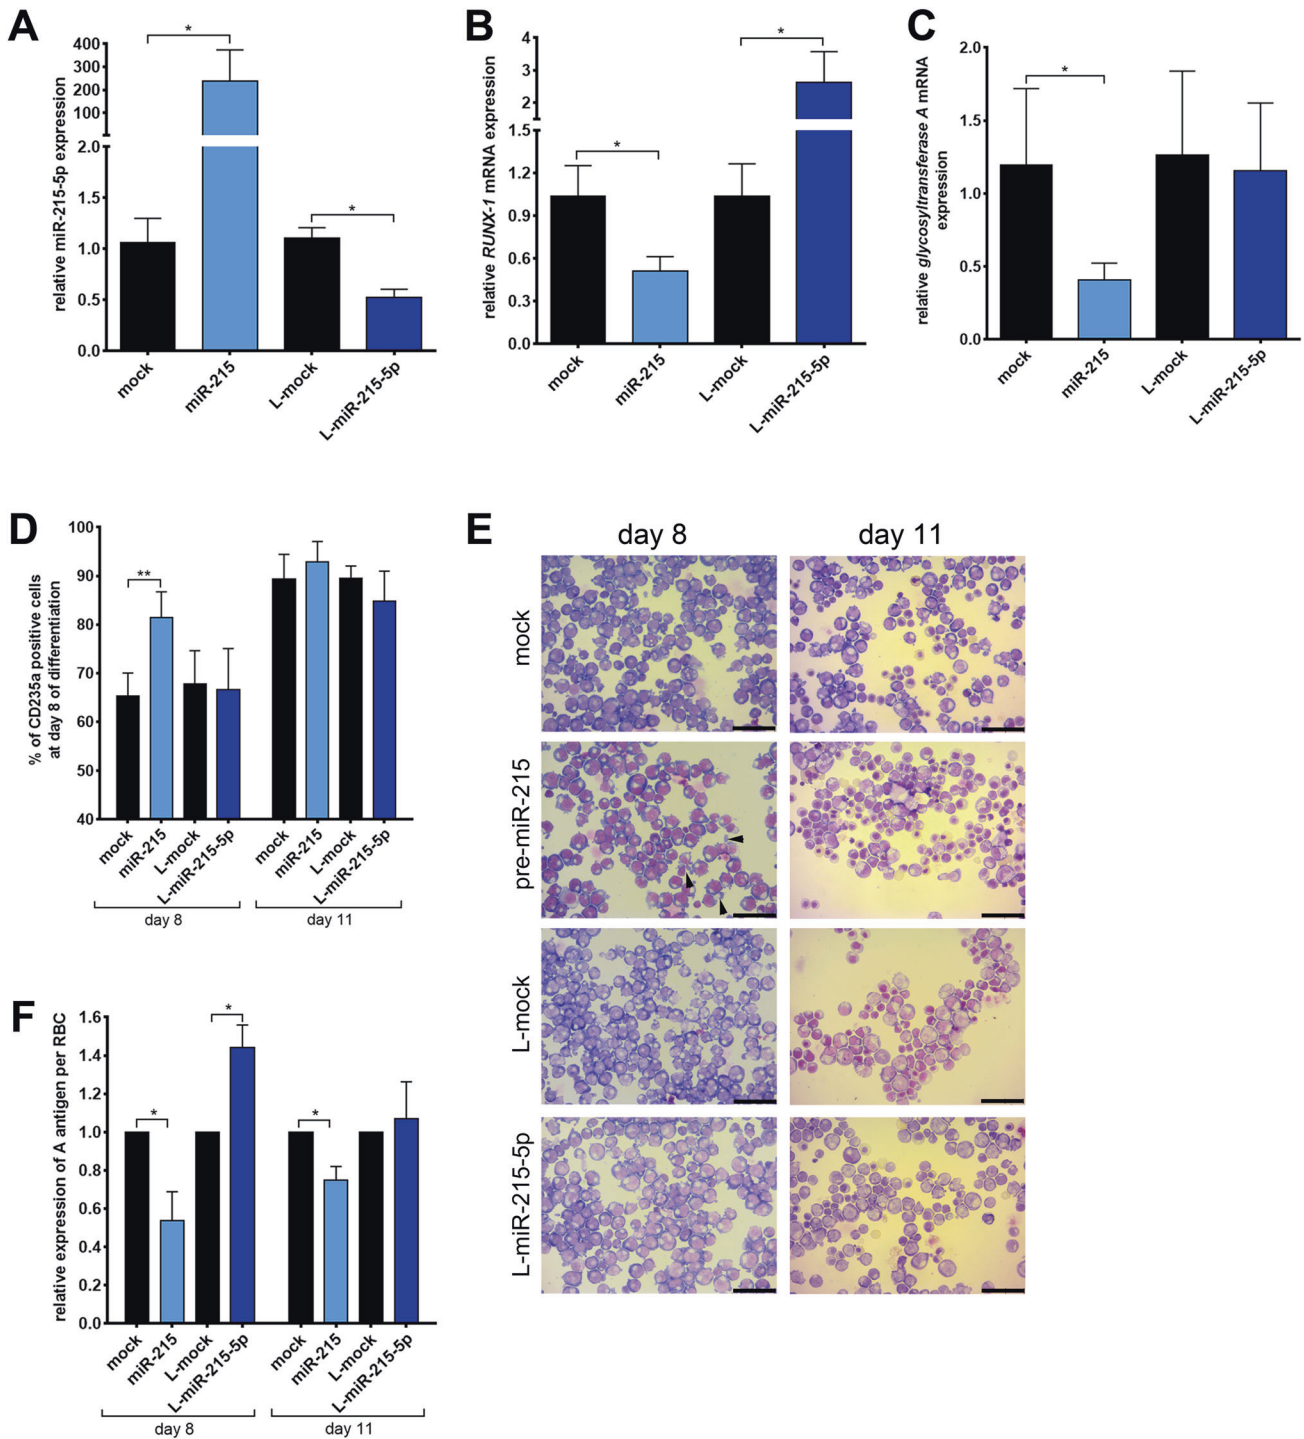 A
relative miR-215-5p expression
400
300
200
100
2.0
1.5
1.0
0.5
0.0
*
*
mock
miR-215
L-mock
L-miR-215-5p
B
relative RUNX-1 mRNA expression
4
3
2
1.5
1.2
0.9
0.6
0.3
0.0
*
*
mock
miR-215
L-mock
L-miR-215-5p
C
relative glycosyltransferase A mRNA
expression
2.0
1.5
1.0
0.5
0.0
*
mock
miR-215
L-mock
L-miR-215-5p
D
% of CD235a positive cells
at day 8 of differentiation
100
90
80
70
60
50
40
**
mock
miR-215
L-mock
L-miR-215-5p
mock
miR-215
L-mock
L-miR-215-5p
day 8
day 11
E
day 8
day 11
mock
pre-miR-215
L-mock
L-miR-215-5p
F
relative expression of A antigen per RBC
1.6
1.4
1.2
1.0
0.8
0.6
0.4
0.2
0.0
*
*
*
mock
miR-215
L-mock
L-miR-215-5p
mock
miR-215
L-mock
L-miR-215-5p
day 8
day 11